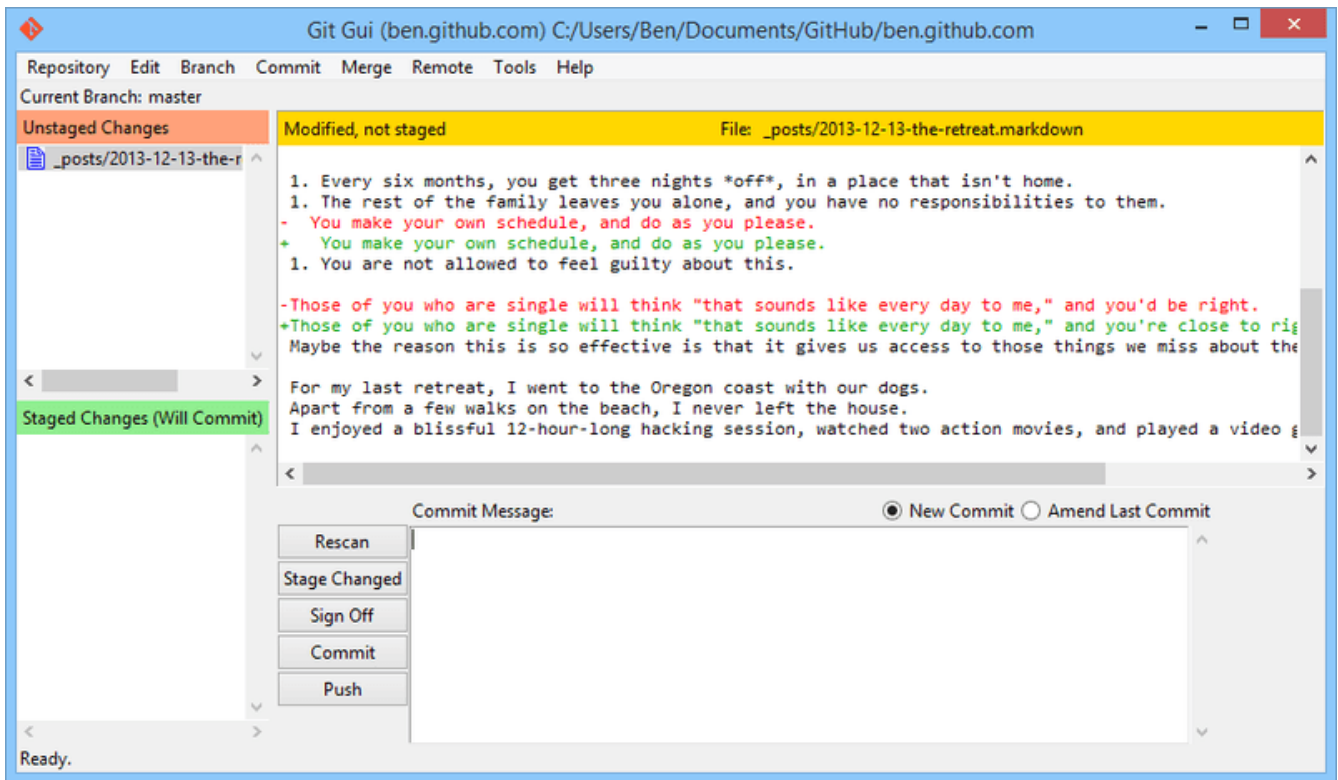 Git Gui (ben.github.com) C:/Users/Ben/Documents/GitHub/ben.github.com
Repository Edit Branch Commit Merge Remote Tools Help
Current Branch: master
Unstaged Changes
_posts/2013-12-13-the-r
Staged Changes (Will Commit)
Modified, not staged File: _posts/2013-12-13-the-retreat.markdown
1. Every six months, you get three nights *off*, in a place that isn't home.
1. The rest of the family leaves you alone, and you have no responsibilities to them.
-  You make your own schedule, and do as you please.
+   You make your own schedule, and do as you please.
1. You are not allowed to feel guilty about this.
-Those of you who are single will think "that sounds like every day to me," and you'd be right.
+Those of you who are single will think "that sounds like every day to me," and you're close to rig
Maybe the reason this is so effective is that it gives us access to those things we miss about the
For my last retreat, I went to the Oregon coast with our dogs.
Apart from a few walks on the beach, I never left the house.
I enjoyed a blissful 12-hour-long hacking session, watched two action movies, and played a video g
Commit Message: New Commit Amend Last Commit
Rescan
Stage Changed
Sign Off
Commit
Push
Ready.